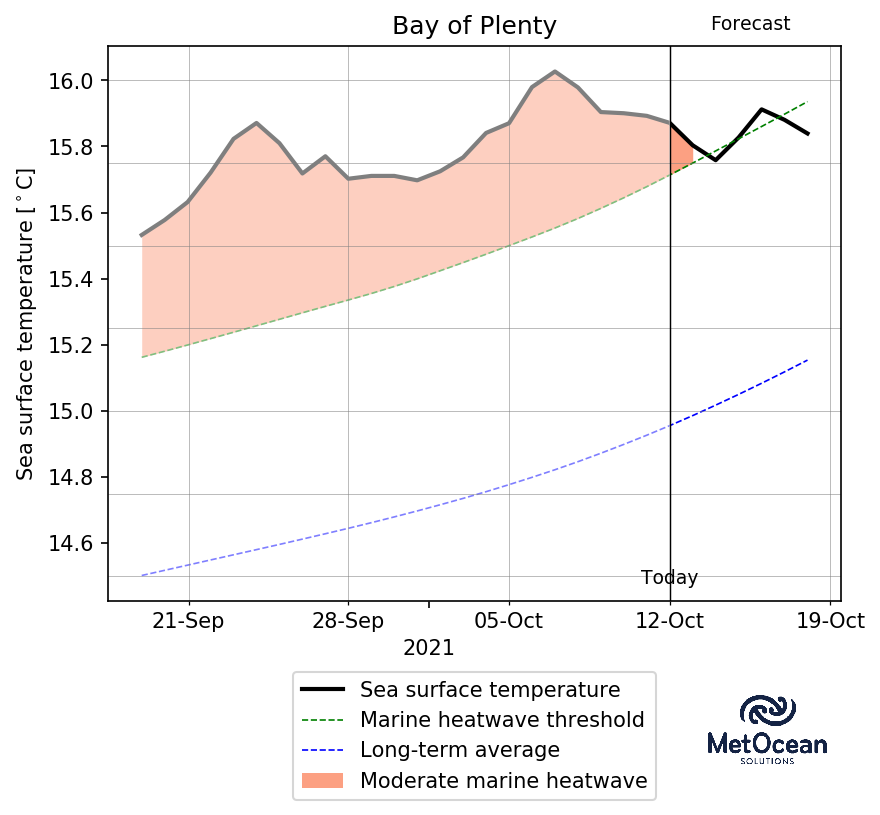 Bay of Plenty
Forecast
Sea surface temperature [°C]
16.0
15.8
15.6
15.4
15.2
15.0
14.8
14.6
Today
21-Sep 28-Sep 05-Oct 12-Oct 19-Oct
2021
Sea surface temperature
Marine heatwave threshold
Long-term average
Moderate marine heatwave
MetOcean
SOLUTIONS